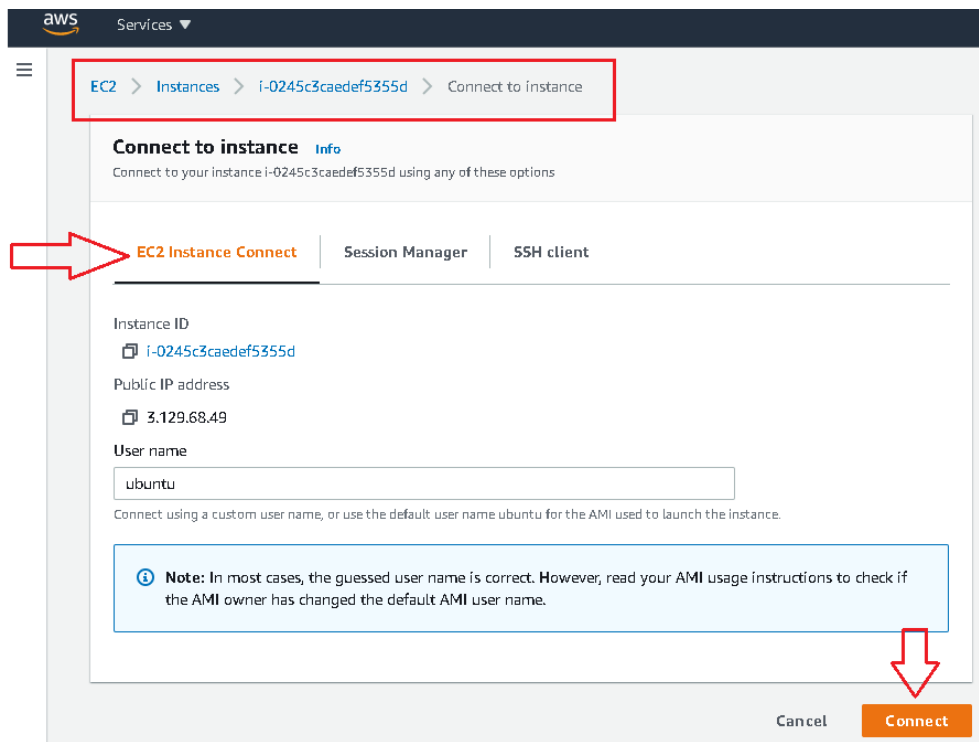 aws Services ▼
EC2 > Instances > i-0245c3caedef5355d > Connect to instance
Connect to instance Info
Connect to your instance i-0245c3caedef5355d using any of these options
EC2 Instance Connect Session Manager SSH client
Instance ID
i-0245c3caedef5355d
Public IP address
3.129.68.49
User name
ubuntu
Connect using a custom user name, or use the default user name ubuntu for the AMI used to launch the instance.
Note: In most cases, the guessed user name is correct. However, read your AMI usage instructions to check if
the AMI owner has changed the default AMI user name.
Cancel Connect